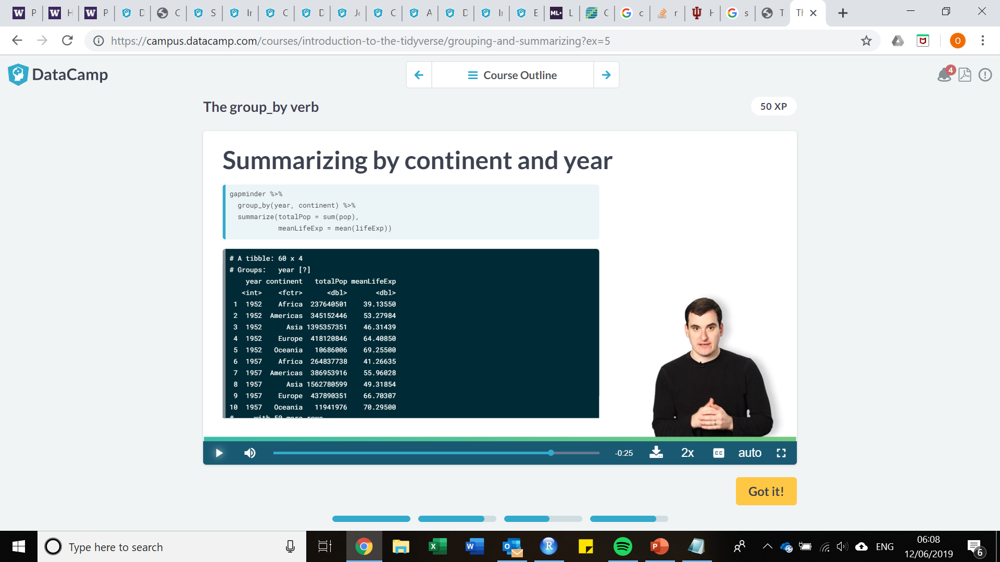 P H P D C S Ir C D Jc C A D Ir E ML+ L C c r H s T Th
https://campus.datacamp.com/courses/introduction-to-the-tidyverse/grouping-and-summarizing?ex=5
O
DataCamp
Course Outline
4
The group_by verb
50 XP
Summarizing by continent and year
gapminder %>%
group_by(year, continent) %>%
summarize(totalPop = sum(pop),
meanLifeExp = mean(lifeExp))
# A tibble: 60 x 4
# Groups: year [?]
year continent totalPop meanLifeExp
<int> <fctr> <dbl> <dbl>
1 1952 Africa 237640501 39.13550
2 1952 Americas 345152446 53.27984
3 1952 Asia 1395357351 46.31439
4 1952 Europe 418120846 64.40850
5 1952 Oceania 10686006 69.25500
6 1957 Africa 264837738 41.26635
7 1957 Americas 386953916 55.96028
8 1957 Asia 1562780599 49.31854
9 1957 Europe 437890351 66.70307
10 1957 Oceania 11941976 70.29500
# with 50 more rows
-0:25
2x
CC
auto
Got it!
Type here to search
ENG
06:08
12/06/2019
6